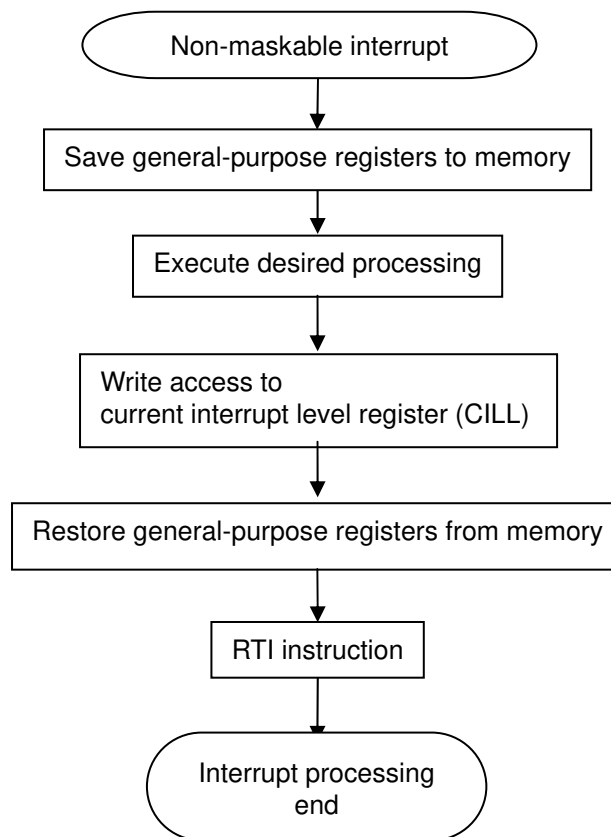 Non-maskable interrupt
Save general-purpose registers to memory
Execute desired processing
Write access to
current interrupt level register (CILL)
Restore general-purpose registers from memory
RTI instruction
Interrupt processing
end